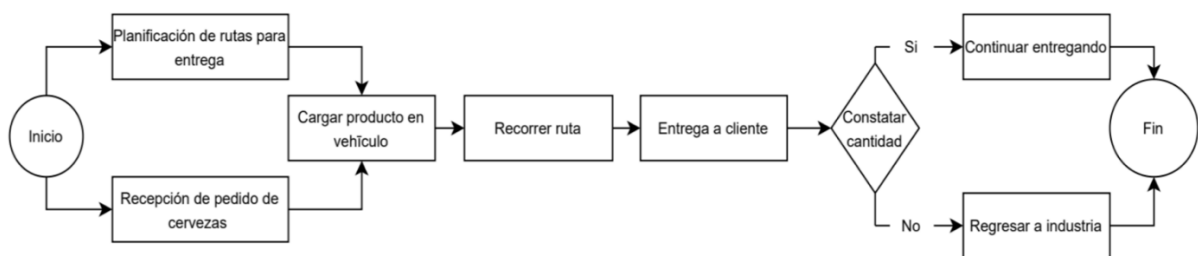 Inicio
Planificación de rutas para
entrega
Recepción de pedido de
cervezas
Cargar producto en
vehīculo
Recorrer ruta
Entrega a cliente
Constatar
cantidad
Si
Continuar entregando
No
Regresar a industria
Fin